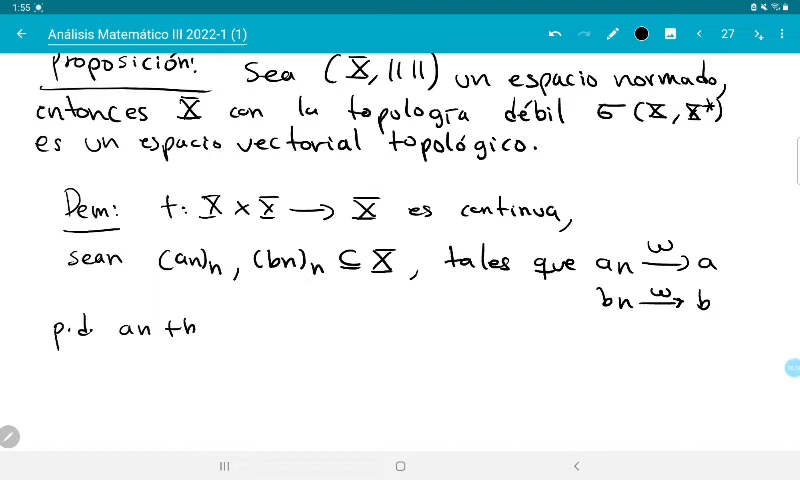 1:55
Análisis Matemático III 2022-1 (1)
27
Proposición: Sea (X, || ||) un espacio normado,
entonces X con la topología débil σ(X, X*)
es un espacio vectorial topológico.
Dem: +: X × X → X es continua,
sean (an)n, (bn)n ⊆ X, tales que an →ω a
bn →ω b
p.d. an + b